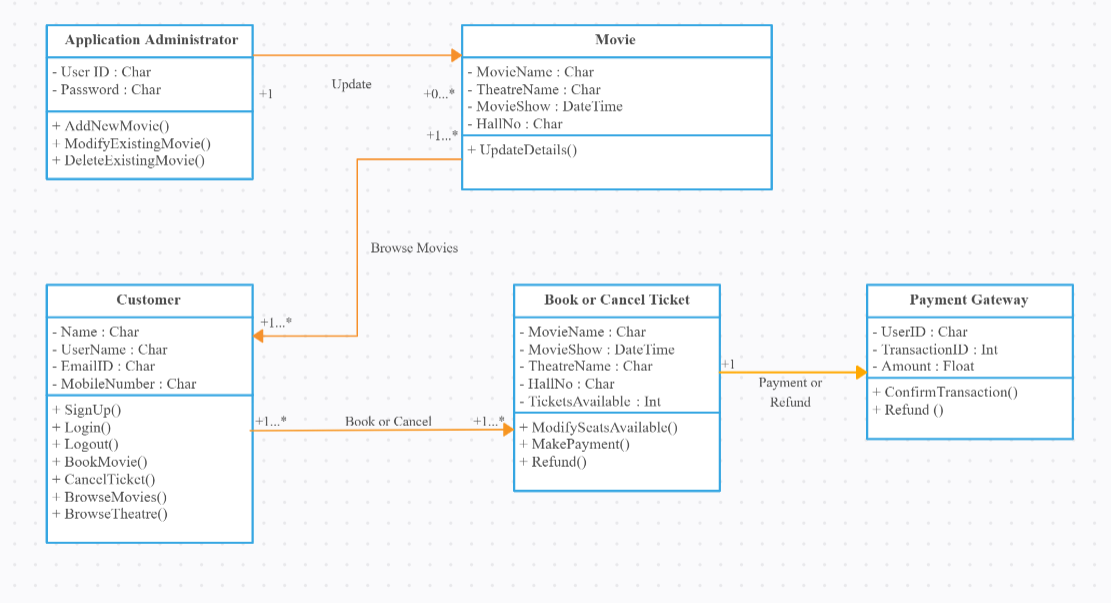 Application Administrator
- User ID : Char
- Password : Char
+ AddNewMovie()
+ ModifyExistingMovie()
+ DeleteExistingMovie()
+1
Update
+0...*
Movie
- MovieName : Char
- TheatreName : Char
- MovieShow : DateTime
- HallNo : Char
+ UpdateDetails()
+1...*
Browse Movies
+1...*
Customer
- Name : Char
- UserName : Char
- EmailID : Char
- MobileNumber : Char
+ SignUp()
+ Login()
+ Logout()
+ BookMovie()
+ CancelTicket()
+ BrowseMovies()
+ BrowseTheatre()
+1...*
Book or Cancel
+1...*
Book or Cancel Ticket
- MovieName : Char
- MovieShow : DateTime
- TheatreName : Char
- HallNo : Char
- TicketsAvailable : Int
+ ModifySeatsAvailable()
+ MakePayment()
+ Refund()
+1
Payment or
Refund
Payment Gateway
- UserID : Char
- TransactionID : Int
- Amount : Float
+ ConfirmTransaction()
+ Refund ()